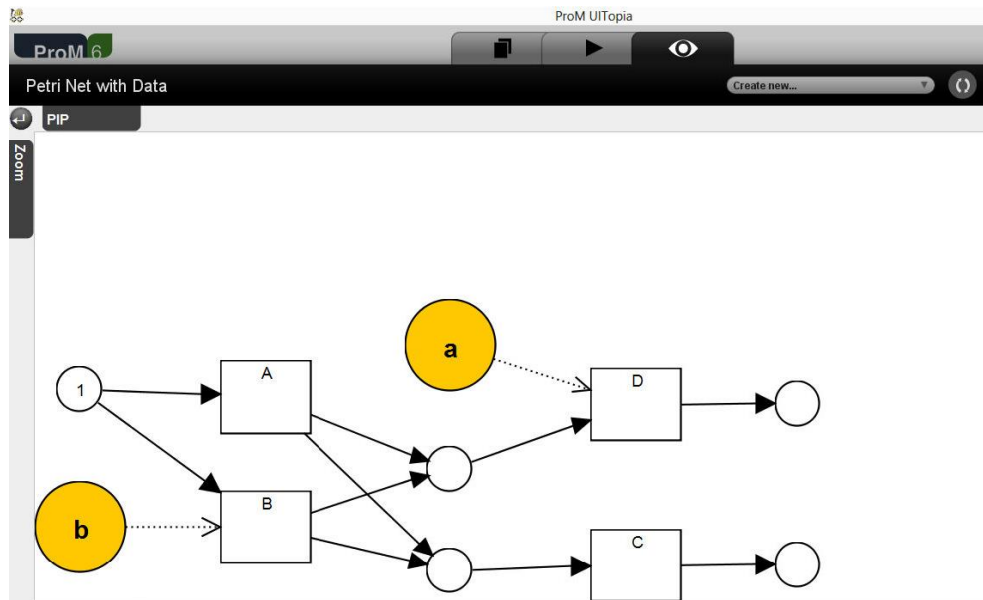 ProM UITopia
ProM 6
Petri Net with Data
Create new...
PIP
Zoom
a
A
D
1
B
b
C